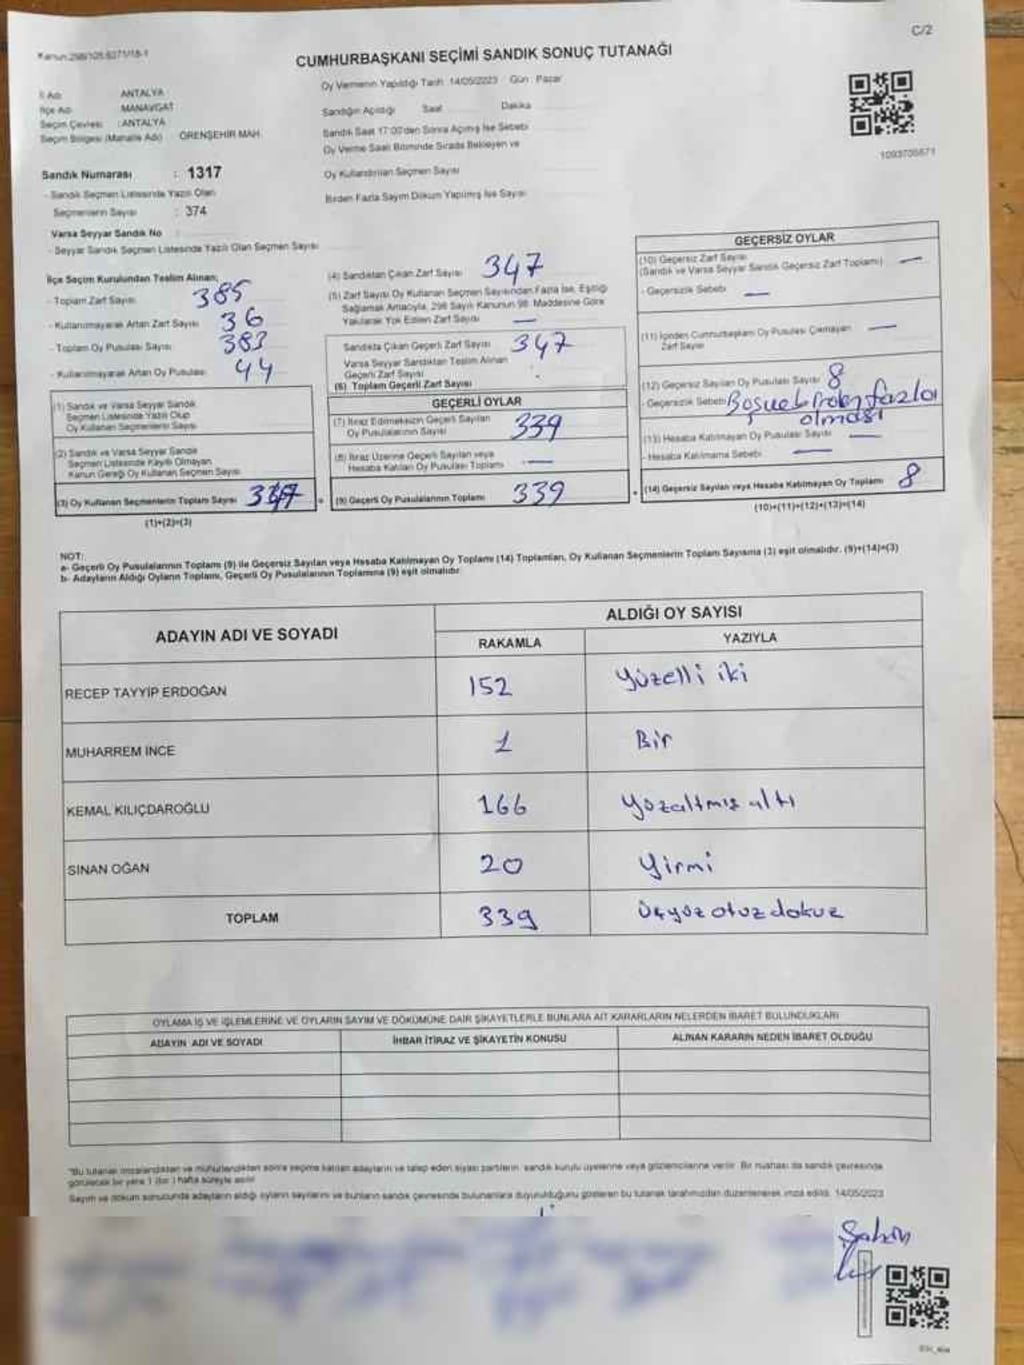 C/2
CUMHURBAŞKANI SEÇİMİ SANDIK SONUÇ TUTANAĞI
Oy Vermenin Yapıldığı Tarih : 14/05/2023 Gün : Pazar
İl Adı ANTALYA
İlçe Adı MANAVGAT
Seçim Çevresi : ANTALYA
Seçim Bölgesi (Mahalle Adı) ÖRENŞEHİR MAH.
Sandığın Açıldığı Saat Dakika
Sandık Saat 17:00'den Sonra Açılmış İse Sebebi
Oy Verme Saati Bitiminde Sırada Bekleyen ve
Oy Kullandırılan Seçmen Sayısı
Birden Fazla Sayım Döküm Yapılmış İse Sayısı
1093705671
Sandık Numarası : 1317
- Sandık Seçmen Listesinde Yazılı Olan
Seçmenlerin Sayısı : 374
Varsa Seyyar Sandık No
- Seyyar Sandık Seçmen Listesinde Yazılı Olan Seçmen Sayısı
İlçe Seçim Kurulundan Teslim Alınan;
- Toplam Zarf Sayısı 385
- Kullanılmayarak Artan Zarf Sayısı 36
- Toplam Oy Pusulası Sayısı 383
- Kullanılmayarak Artan Oy Pusulası 44
(1) Sandık ve Varsa Seyyar Sandık
Seçmen Listesinde Yazılı Olup
Oy Kullanan Seçmenlerin Sayısı
(2) Sandık ve Varsa Seyyar Sandık
Seçmen Listesinde Kayıtlı Olmayan
Kanun Gereği Oy Kullanan Seçmen Sayısı
(3) Oy Kullanan Seçmenlerin Toplam Sayısı 347
(1)+(2)=(3)
(4) Sandıktan Çıkan Zarf Sayısı 347
(5) Zarf Sayısı Oy Kullanan Seçmen Sayısından Fazla İse, Eşitliği
Sağlamak Amacıyla, 298 Sayılı Kanunun 98. Maddesine Göre
Yakılarak Yok Edilen Zarf Sayısı —
Sandıkta Çıkan Geçerli Zarf Sayısı 347
Varsa Seyyar Sandıktan Teslim Alınan
Geçerli Zarf Sayısı
(6) Toplam Geçerli Zarf Sayısı
GEÇERLİ OYLAR
(7) İtiraz Edilmeksizin Geçerli Sayılan
Oy Pusulalarının Sayısı 339
(8) İtiraz Üzerine Geçerli Sayılan veya
Hesaba Katılan Oy Pusulası Toplamı —
(9) Geçerli Oy Pusulalarının Toplamı 339
GEÇERSİZ OYLAR
(10) Geçersiz Zarf Sayısı
(Sandık ve Varsa Seyyar Sandık Geçersiz Zarf Toplamı) —
- Geçersizlik Sebebi —
(11) İçinden Cumhurbaşkanı Oy Pusulası Çıkmayan
Zarf Sayısı —
(12) Geçersiz Sayılan Oy Pusulası Sayısı 8
- Geçersizlik Sebebi Boş ve birden fazla
olması
(13) Hesaba Katılmayan Oy Pusulası Sayısı —
- Hesaba Katılmama Sebebi —
(14) Geçersiz Sayılan veya Hesaba Katılmayan Oy Toplamı 8
(10)+(11)+(12)+(13)=(14)
NOT:
a- Geçerli Oy Pusulalarının Toplamı (9) ile Geçersiz Sayılan veya Hesaba Katılmayan Oy Toplamı (14) Toplamları, Oy Kullanan Seçmenlerin Toplam Sayısına (3) eşit olmalıdır. (9)+(14)=(3)
b- Adayların Aldığı Oyların Toplamı, Geçerli Oy Pusulalarının Toplamına (9) eşit olmalıdır.
ADAYIN ADI VE SOYADI ALDIĞI OY SAYISI
RAKAMLA YAZIYLA
RECEP TAYYİP ERDOĞAN 152 Yüzelli iki
MUHARREM İNCE 1 Bir
KEMAL KILIÇDAROĞLU 166 Yüzaltmış altı
SİNAN OĞAN 20 Yirmi
TOPLAM 339 Üçyüz otuz dokuz
OYLAMA İŞ VE İŞLEMLERİNE VE OYLARIN SAYIM VE DÖKÜMÜNE DAİR ŞİKAYETLERLE BUNLARA AİT KARARLARIN NELERDEN İBARET BULUNDUKLARI
ADAYIN ADI VE SOYADI İHBAR İTİRAZ VE ŞİKAYETİN KONUSU ALINAN KARARIN NEDEN İBARET OLDUĞU
"Bu tutanak imzalandıktan ve mühürlendikten sonra seçime katılan adayların ve talep eden siyasi partilerin, sandık kurulu üyelerine veya gözlemcilerine verilir. Bir nüshası da sandık çevresinde
görülecek bir yere 1 (bir) hafta süreyle asılır.
Sayım ve döküm sonucunda adayların aldığı oyların sayılarını ve bunların sandık çevresinde bulunanlara duyurulduğunu gösteren bu tutanak tarafımızdan düzenlenerek imza edildi. 14/05/2023
Şahin